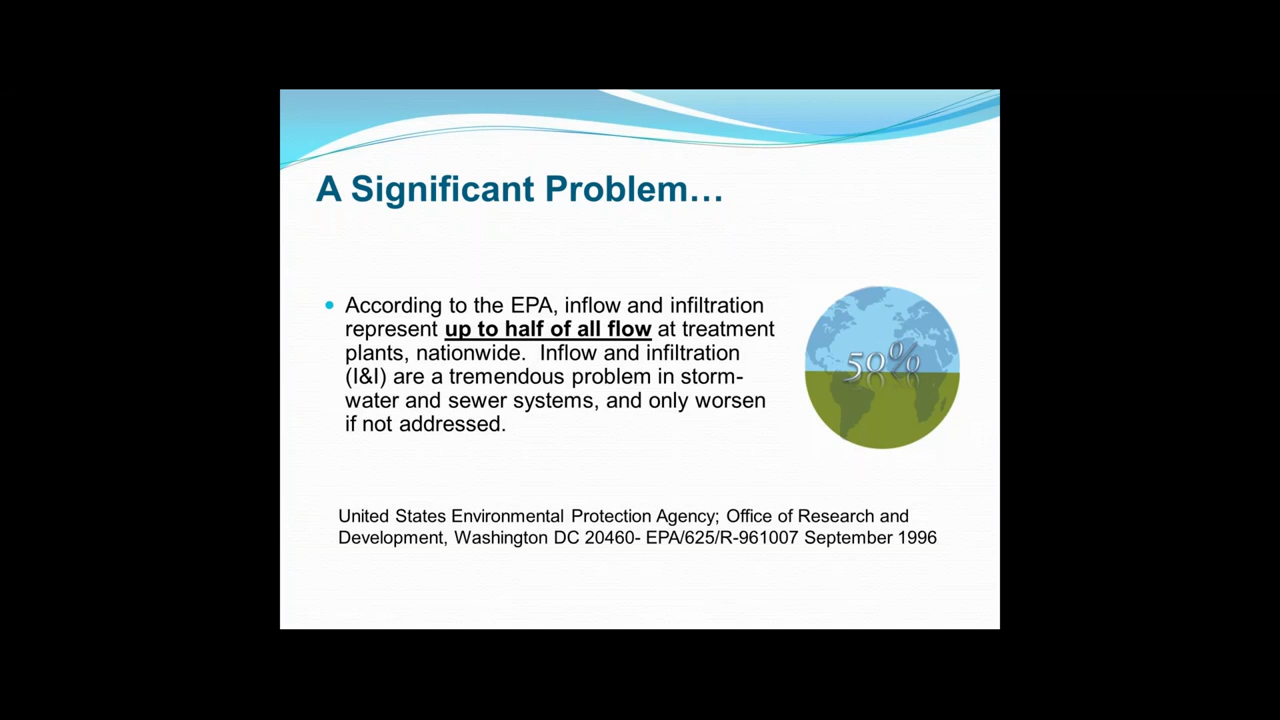 A Significant Problem…
According to the EPA, inflow and infiltration
represent up to half of all flow at treatment
plants, nationwide.  Inflow and infiltration
(I&I) are a tremendous problem in storm-
water and sewer systems, and only worsen
if not addressed.
50%
United States Environmental Protection Agency; Office of Research and
Development, Washington DC 20460- EPA/625/R-961007 September 1996